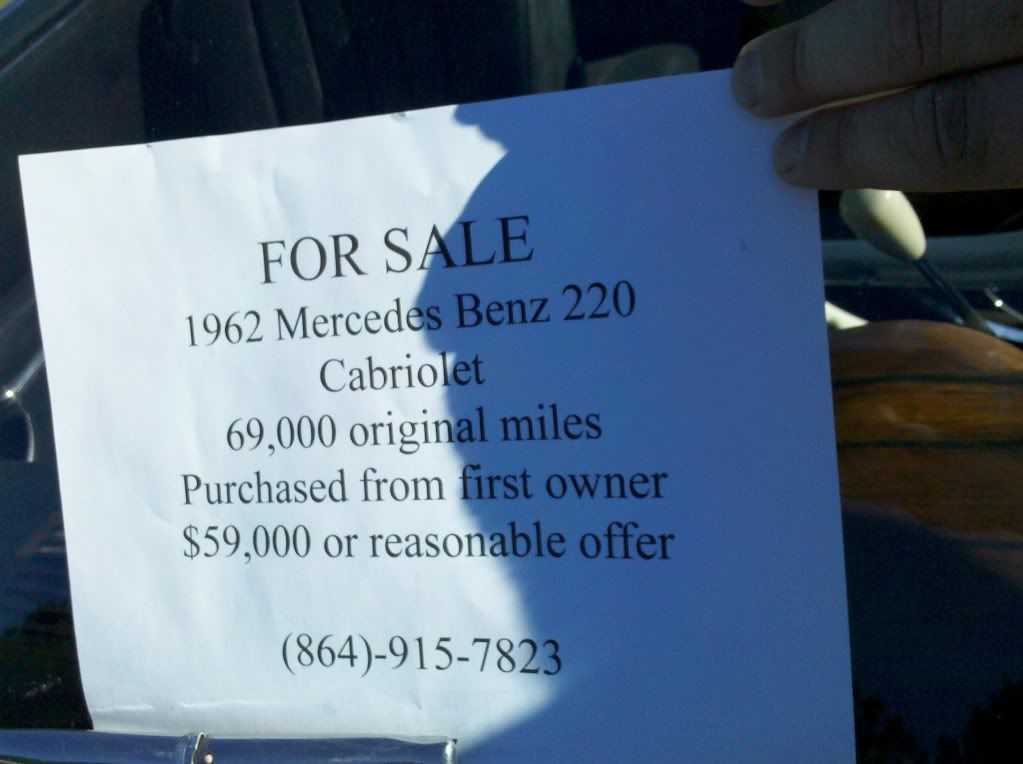 FOR SALE
1962 Mercedes Benz 220
Cabriolet
69,000 original miles
Purchased from first owner
$59,000 or reasonable offer
(864)-915-7823